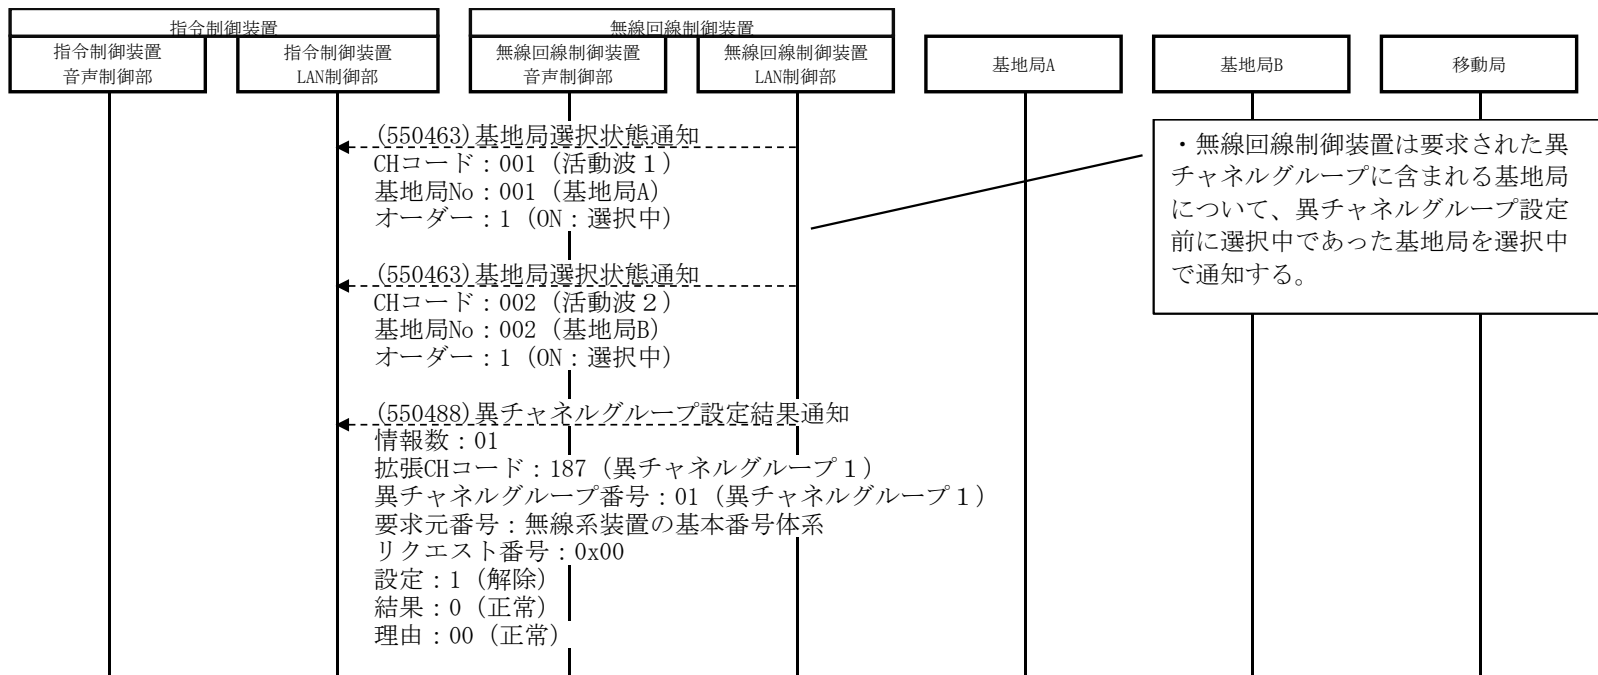 指令制御装置
無線回線制御装置
指令制御装置
音声制御部
指令制御装置
LAN制御部
無線回線制御装置
音声制御部
無線回線制御装置
LAN制御部
基地局A
基地局B
移動局
(550463)基地局選択状態通知
CHコード：001（活動波１）
基地局No：001（基地局A）
オーダー：1（ON：選択中）
・無線回線制御装置は要求された異
チャネルグループに含まれる基地局
について、異チャネルグループ設定
前に選択中であった基地局を選択中
で通知する。
(550463)基地局選択状態通知
CHコード：002（活動波２）
基地局No：002（基地局B）
オーダー：1（ON：選択中）
(550488)異チャネルグループ設定結果通知
情報数：01
拡張CHコード：187（異チャネルグループ１）
異チャネルグループ番号：01（異チャネルグループ１）
要求元番号：無線系装置の基本番号体系
リクエスト番号：0x00
設定：1（解除）
結果：0（正常）
理由：00（正常）